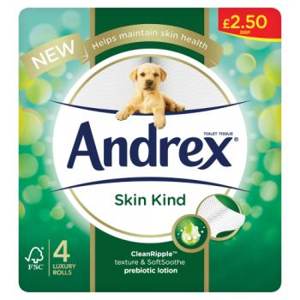 £2.50
RRP
NEW
Helps maintain skin health
TOILET TISSUE
Andrex®
Skin Kind
CleanRipple™
texture & SoftSoothe
prebiotic lotion
FSC
4
LUXURY
ROLLS